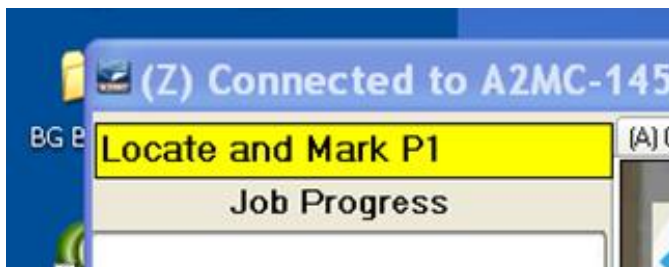 (Z) Connected to A2MC-145
BG B
Locate and Mark P1
(A)
Job Progress